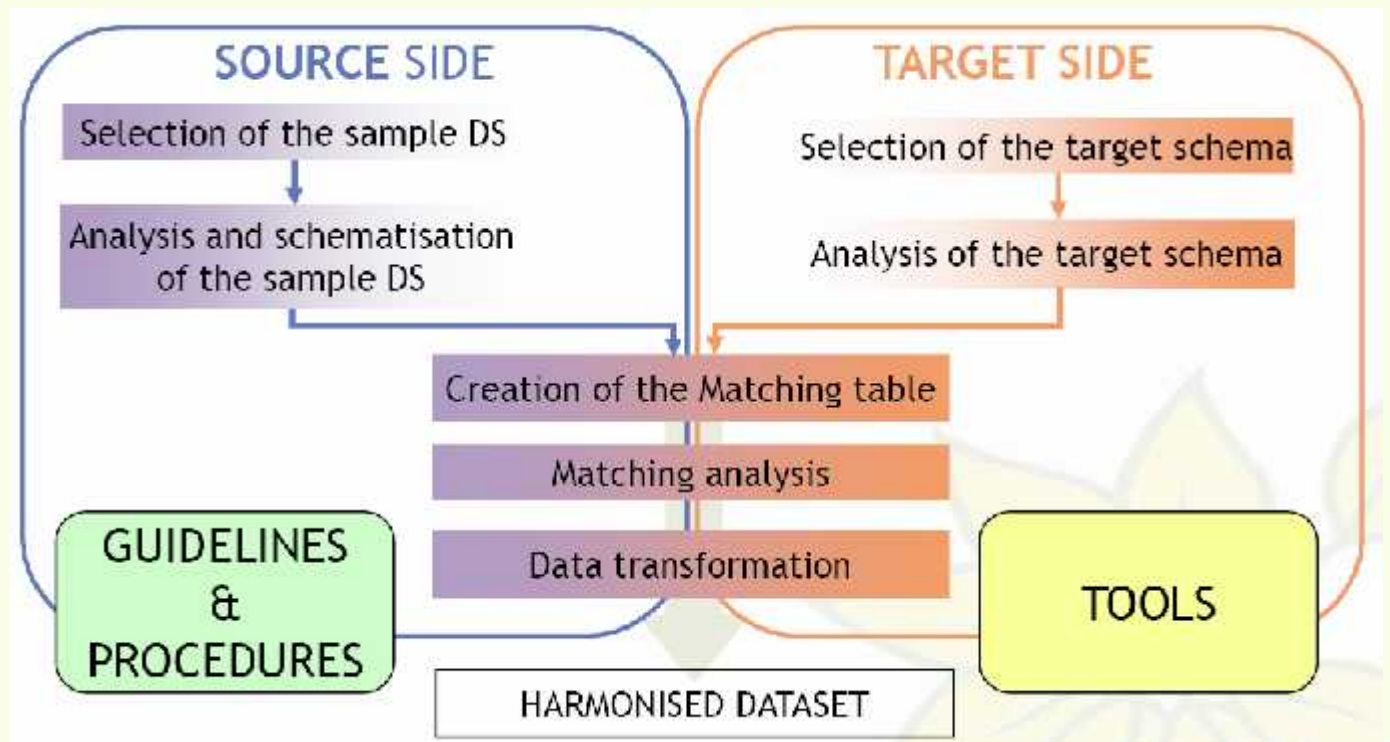 SOURCE SIDE
Selection of the sample DS
Analysis and schematisation
of the sample DS
TARGET SIDE
Selection of the target schema
Analysis of the target schema
Creation of the Matching table
Matching analysis
Data transformation
GUIDELINES
&
PROCEDURES
TOOLS
HARMONISED DATASET